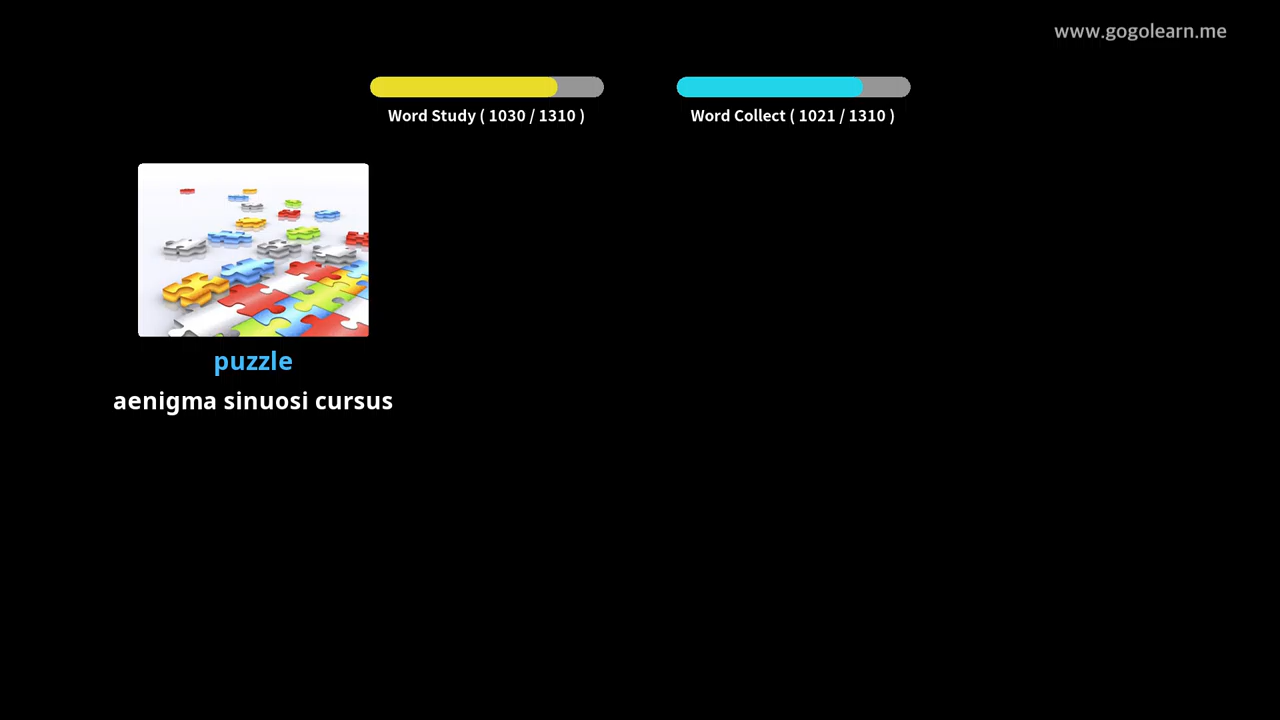 www.gogolearn.me
Word Study ( 1030 / 1310 )
Word Collect ( 1021 / 1310 )
puzzle
aenigma sinuosi cursus